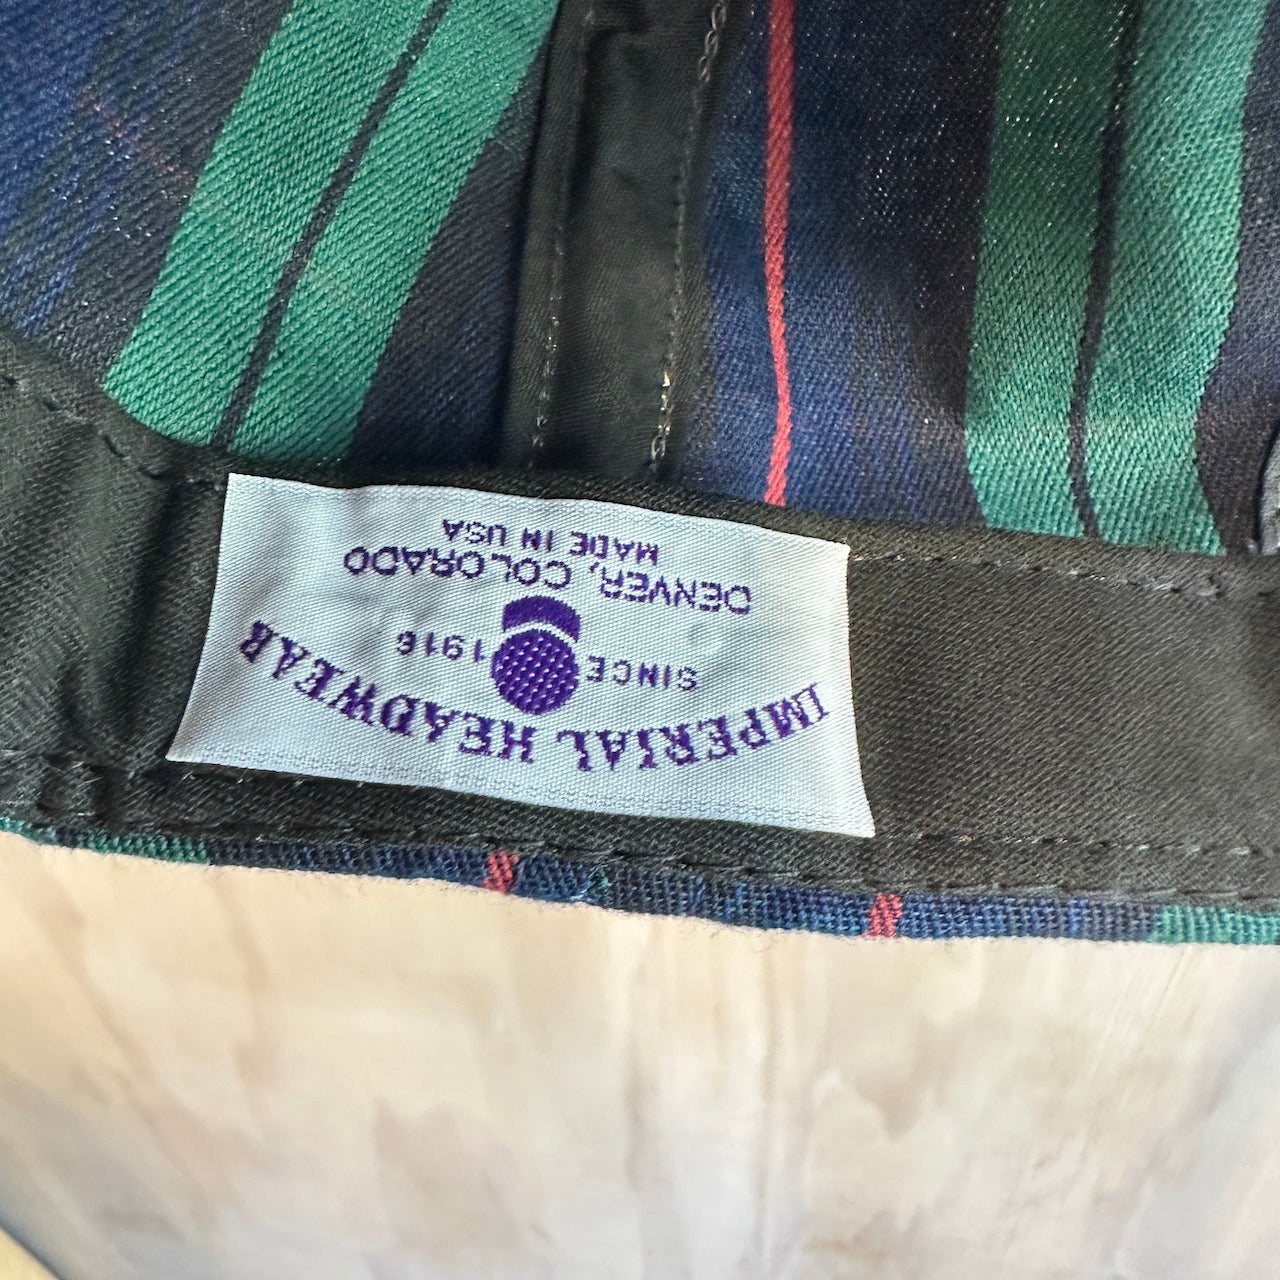 IMPERIAL HEADWEAR
SINCE 1916
DENVER, COLORADO
MADE IN USA